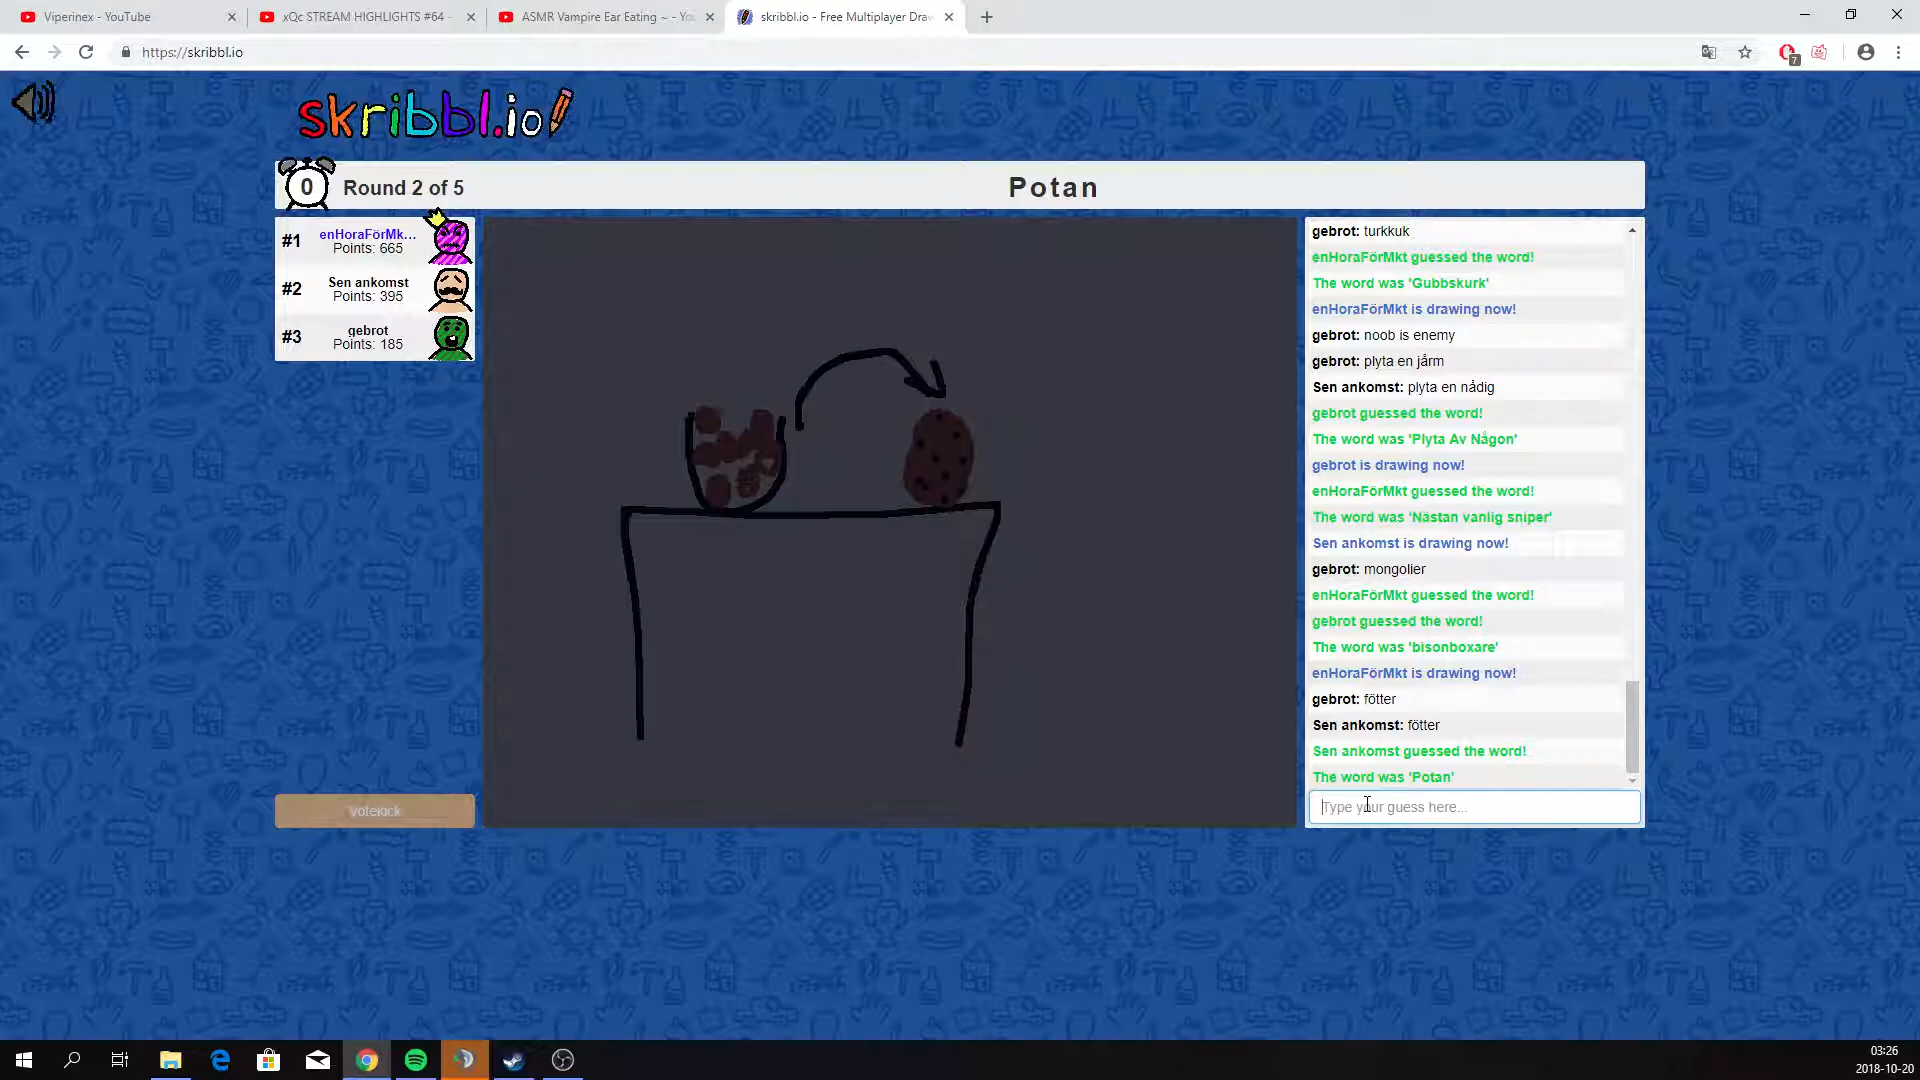 Viperinex - YouTube
xQc STREAM HIGHLIGHTS #64 -
ASMR Vampire Ear Eating ~ - Yo
skribbl.io - Free Multiplayer Draw
https://skribbl.io
7
skribbl.io
0
Round 2 of 5
Potan
#1
enHoraFörMk...
Points: 665
#2
Sen ankomst
Points: 395
#3
gebrot
Points: 185
Votekick
gebrot: turkkuk
enHoraFörMkt guessed the word!
The word was 'Gubbskurk'
enHoraFörMkt is drawing now!
gebrot: noob is enemy
gebrot: plyta en jårm
Sen ankomst: plyta en nådig
gebrot guessed the word!
The word was 'Plyta Av Någon'
gebrot is drawing now!
enHoraFörMkt guessed the word!
The word was 'Nästan vanlig sniper'
Sen ankomst is drawing now!
gebrot: mongolier
enHoraFörMkt guessed the word!
gebrot guessed the word!
The word was 'bisonboxare'
enHoraFörMkt is drawing now!
gebrot: fötter
Sen ankomst: fötter
Sen ankomst guessed the word!
The word was 'Potan'
Type your guess here...
03:26
2018-10-20